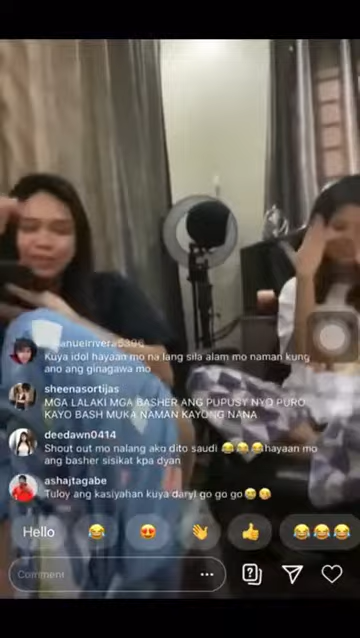 anuelrivera5396
Kuya idol hayaan mo na lang sila alam mo naman kung
ano ang ginagawa mo
sheenasortijas
MGA LALAKI MGA BASHER ANG PUPUSY NYO PURO
KAYO BASH MUKA NAMAN KAYONG NANA
deedawn0414
Shout out mo nalang ako dito saudi 😂😂😂hayaan mo
ang basher sisikat kpa dyan
ashajtagabe
Tuloy ang kasiyahan kuya daryl go go go😂😂
Hello 😂 😍 👋 👍 😂😂😂
Comment